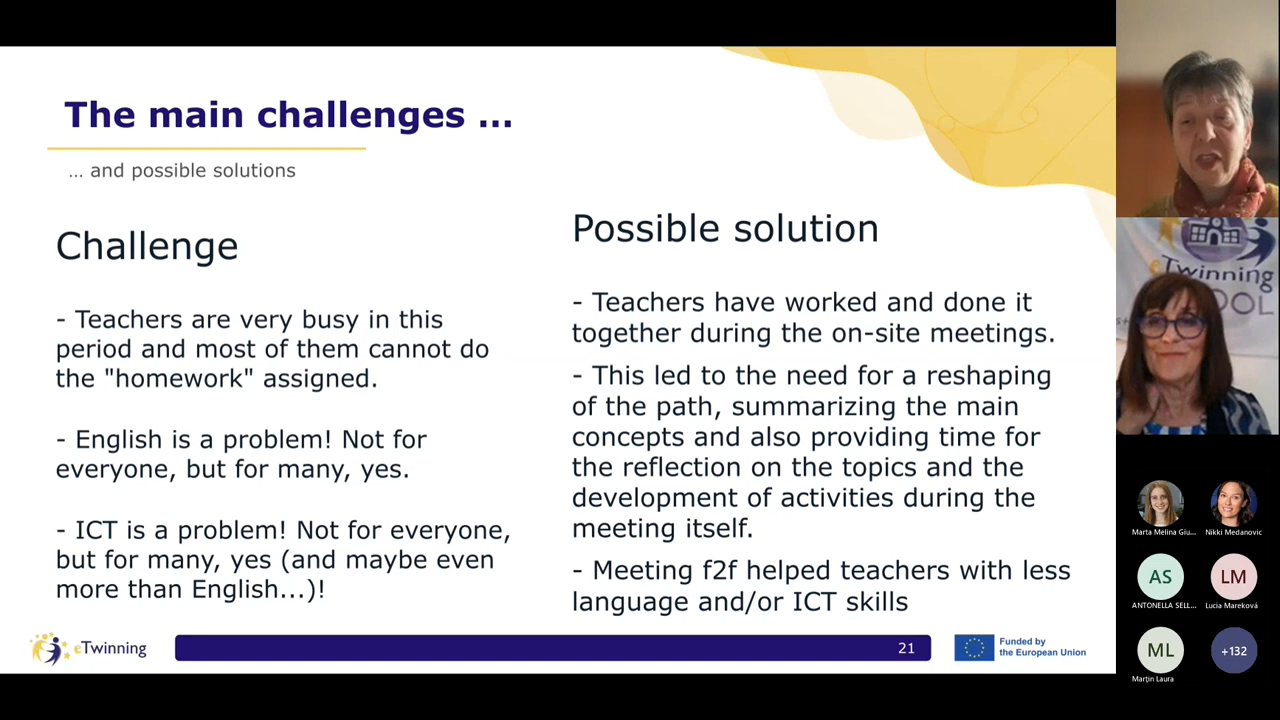 The main challenges ...
... and possible solutions
Challenge
- Teachers are very busy in this
period and most of them cannot do
the "homework" assigned.
- English is a problem! Not for
everyone, but for many, yes.
- ICT is a problem! Not for everyone,
but for many, yes (and maybe even
more than English...)!
Possible solution
- Teachers have worked and done it
together during the on-site meetings.
- This led to the need for a reshaping
of the path, summarizing the main
concepts and also providing time for
the reflection on the topics and the
development of activities during the
meeting itself.
- Meeting f2f helped teachers with less
language and/or ICT skills
eTwinning
21
Funded by
the European Union
eTwinning
Marta Melina Giu...
Nikki Medanovic
AS
ANTONELLA SELL...
LM
Lucia Mareková
ML
Marțin Laura
+132